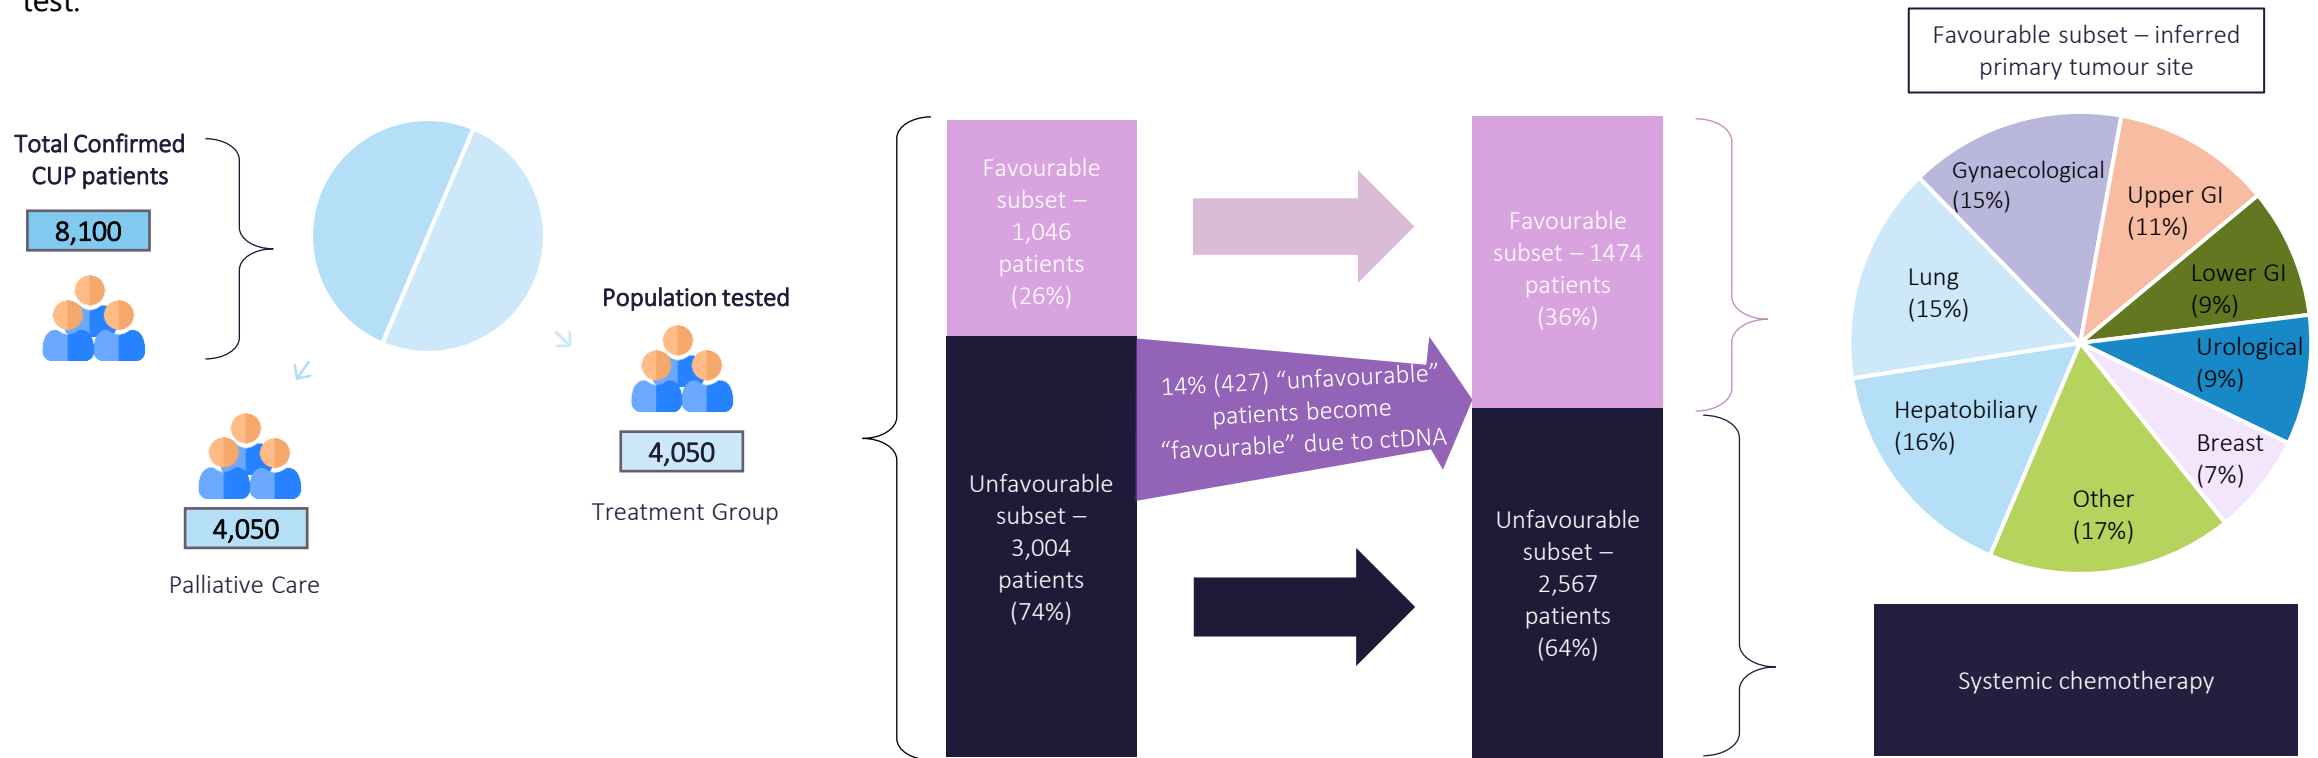 test.
Total Confirmed
CUP patients
8,100
4,050
Palliative Care
Population tested
4,050
Treatment Group
Favourable
subset –
1,046
patients
(26%)
Unfavourable
subset –
3,004
patients
(74%)
14% (427) “unfavourable”
patients become
“favourable” due to ctDNA
Favourable
subset – 1474
patients
(36%)
Unfavourable
subset –
2,567
patients
(64%)
Favourable subset – inferred
primary tumour site
Gynaecological
(15%)
Upper GI
(11%)
Lower GI
(9%)
Urological
(9%)
Breast
(7%)
Other
(17%)
Hepatobiliary
(16%)
Lung
(15%)
Systemic chemotherapy